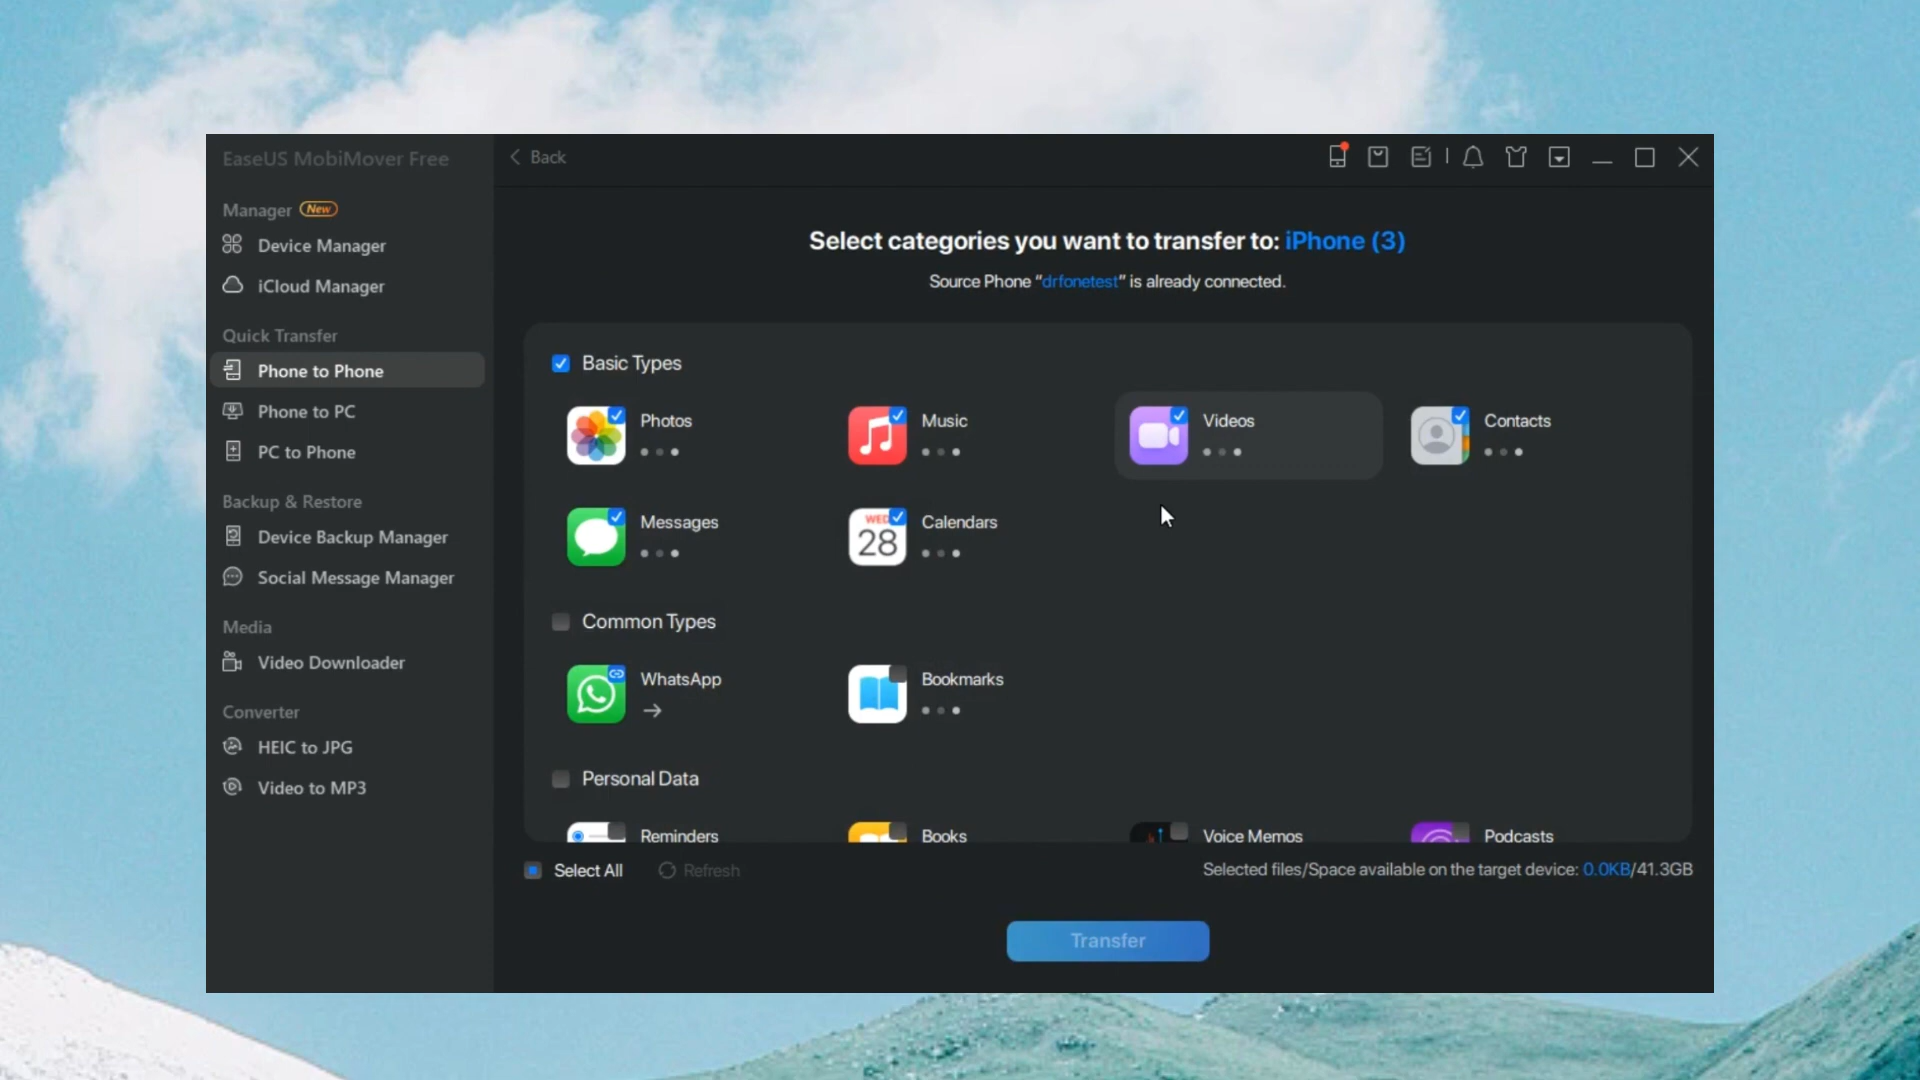 EaseUS MobiMover Free
Back
Manager New
Device Manager
iCloud Manager
Quick Transfer
Phone to Phone
Phone to PC
PC to Phone
Backup & Restore
Device Backup Manager
Social Message Manager
Media
Video Downloader
Converter
HEIC to JPG
Video to MP3
Select categories you want to transfer to: iPhone (3)
Source Phone "drfonetest" is already connected.
Basic Types
Photos
Music
Videos
Contacts
Messages
WED
28
Calendars
Common Types
WhatsApp
Bookmarks
Personal Data
Reminders
Books
Voice Memos
Podcasts
Select All
Refresh
Selected files/Space available on the target device: 0.0KB/41.3GB
Transfer